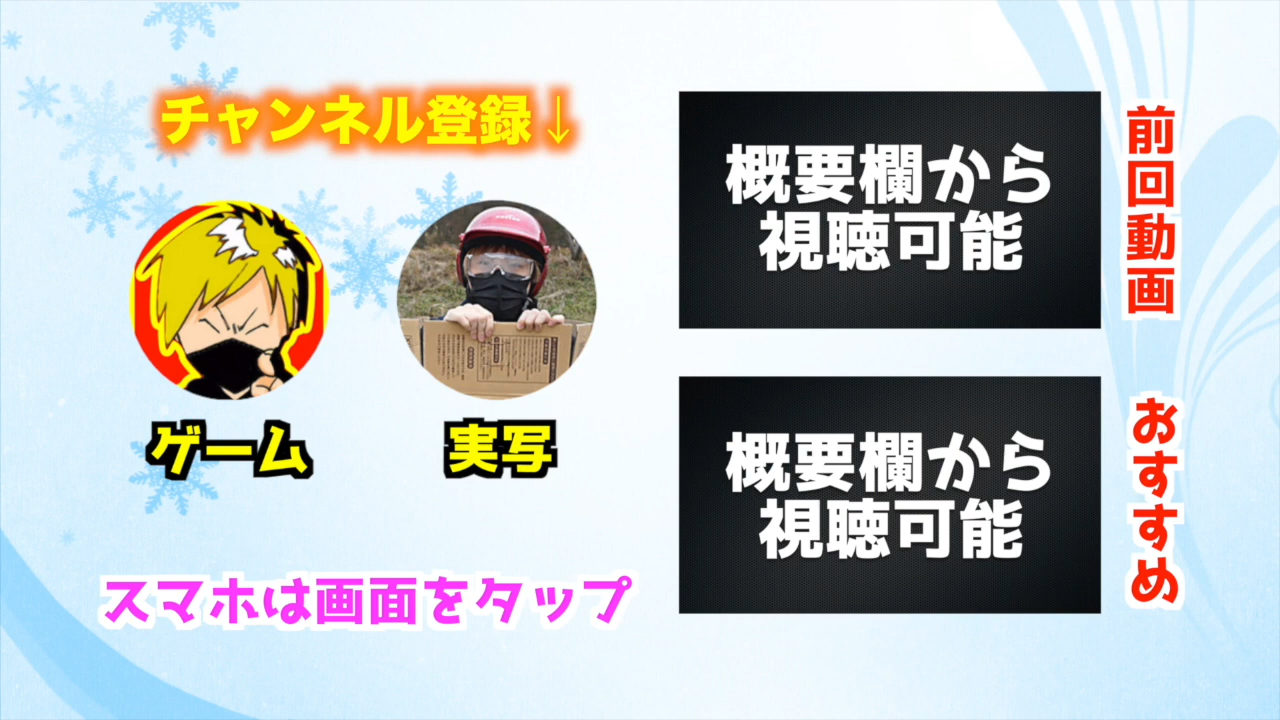 チャンネル登録↓
ゲーム
実写
スマホは画面をタップ
概要欄から
視聴可能
前回動画
概要欄から
視聴可能
おすすめ